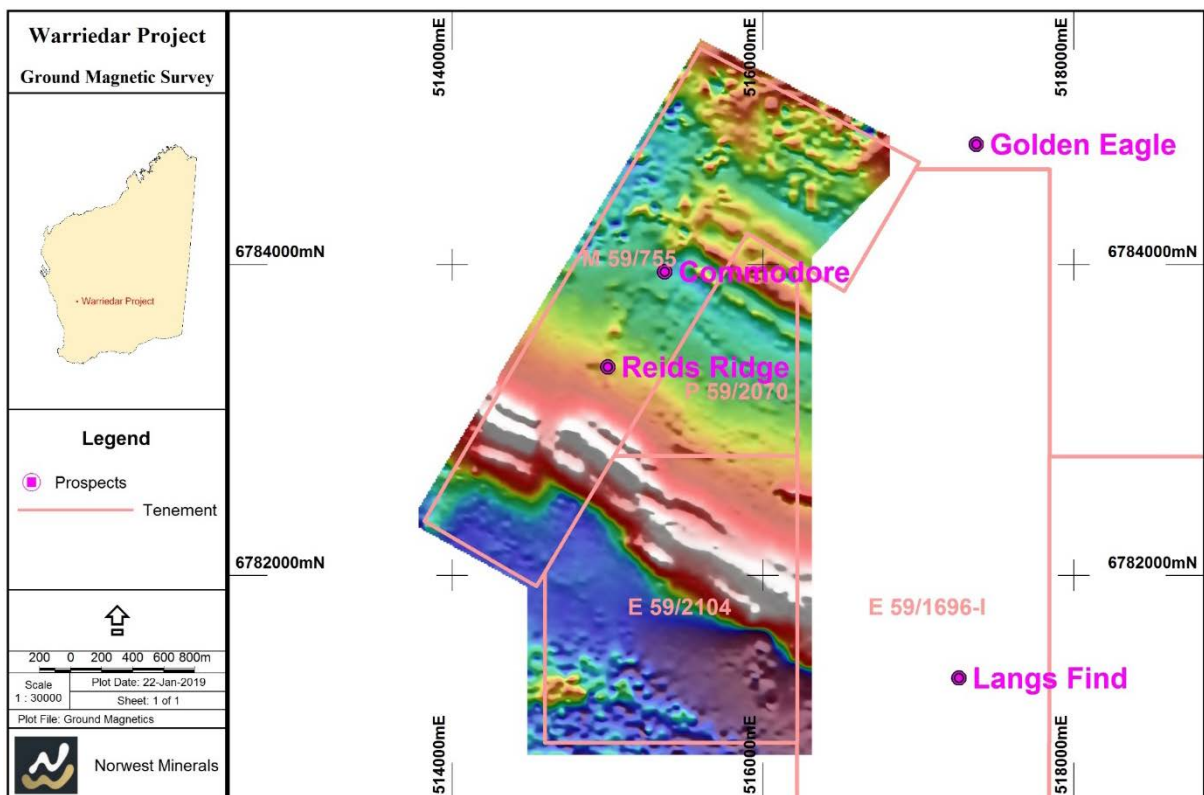 Warriedar Project
Ground Magnetic Survey
Warriedar Project
Legend
Prospects
Tenement
200 0 200 400 600 800m
Scale
1 : 30000
Plot Date: 22-Jan-2019
Sheet: 1 of 1
Plot File: Ground Magnetics
Norwest Minerals
514000mE
516000mE
518000mE
Golden Eagle
6784000mN
M 59/755
6784000mN
Commodore
Reids Ridge
P 59/2070
6782000mN
6782000mN
E 59/2104
E 59/1696-I
Langs Find
514000mE
516000mE
518000mE